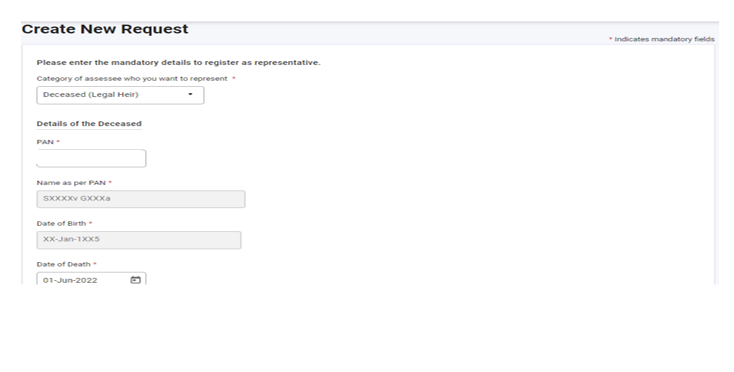 Create New Request
* Indicates mandatory fields
Please enter the mandatory details to register as representative.
Category of assessee who you want to represent *
Deceased (Legal Heir)
Details of the Deceased
PAN *
Name as per PAN *
SXXXXv GXXXa
Date of Birth *
XX-Jan-1XX5
Date of Death *
01-Jun-2022